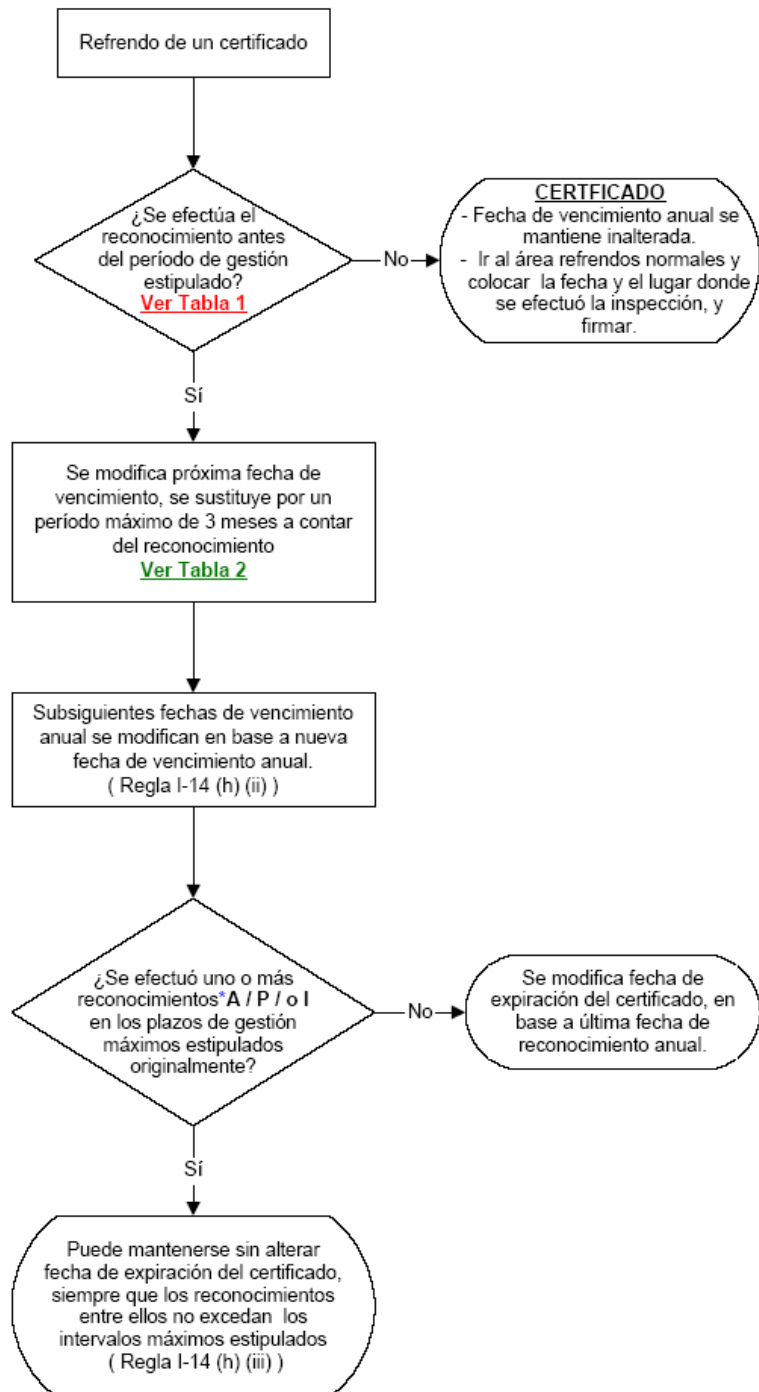 Refrendo de un certificado
¿Se efectúa el
reconocimiento antes
del período de gestión
estipulado?
Ver Tabla 1
No
CERTFICADO
- Fecha de vencimiento anual se
mantiene inalterada.
- Ir al área refrendos normales y
colocar la fecha y el lugar donde
se efectuó la inspección, y
firmar.
Sí
Se modifica próxima fecha de
vencimiento, se sustituye por un
período máximo de 3 meses a contar
del reconocimiento
Ver Tabla 2
Subsiguientes fechas de vencimiento
anual se modifican en base a nueva
fecha de vencimiento anual.
( Regla I-14 (h) (ii) )
¿Se efectuó uno o más
reconocimientos*A / P / o I
en los plazos de gestión
máximos estipulados
originalmente?
No
Se modifica fecha de
expiración del certificado, en
base a última fecha de
reconocimiento anual.
Sí
Puede mantenerse sin alterar
fecha de expiración del certificado,
siempre que los reconocimientos
entre ellos no excedan los
intervalos máximos estipulados
( Regla I-14 (h) (iii) )